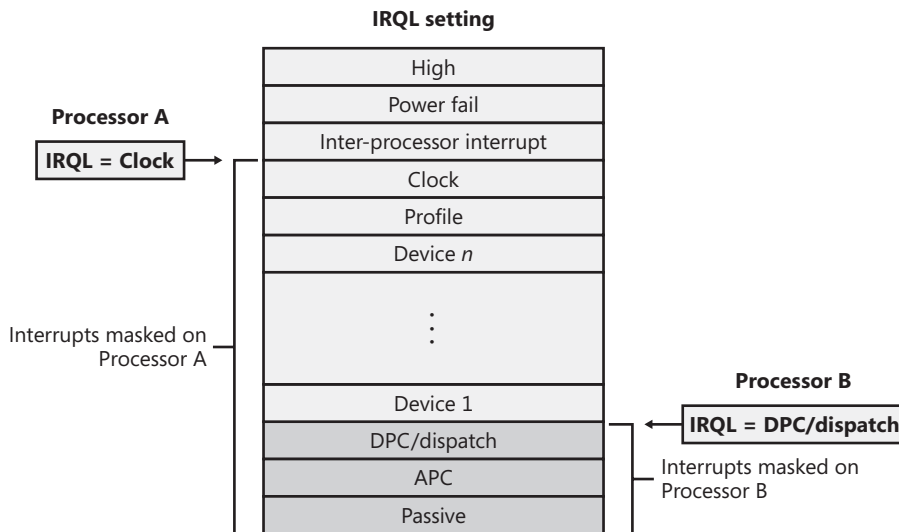 IRQL setting
High
Power fail
Processor A
Inter-processor interrupt
IRQL = Clock
Clock
Profile
Device n
Interrupts masked on
Processor A
⋮
Processor B
Device 1
IRQL = DPC/dispatch
DPC/dispatch
Interrupts masked on
Processor B
APC
Passive